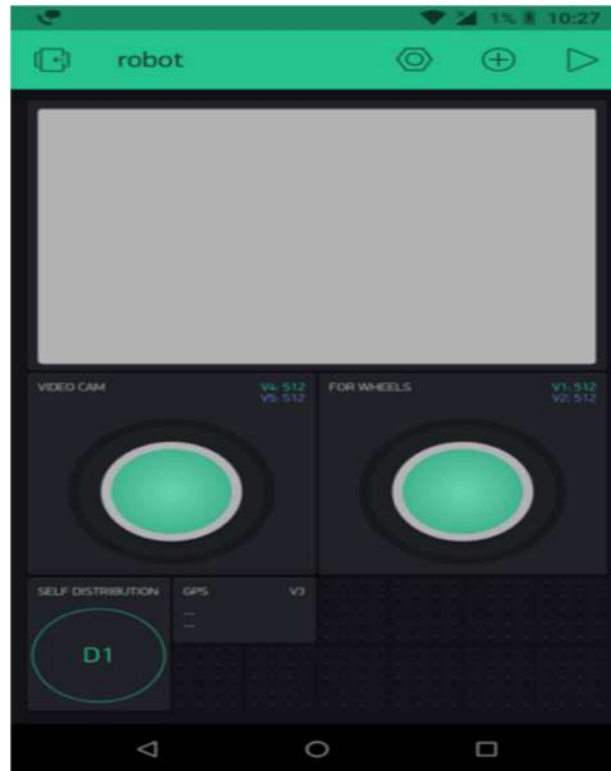 1% 10:27
robot
VIDEO CAM V4: 512
V5: 512
FOR WHEELS V1: 512
V2: 512
SELF DISTRIBUTION
D1
GPS V3
--
--